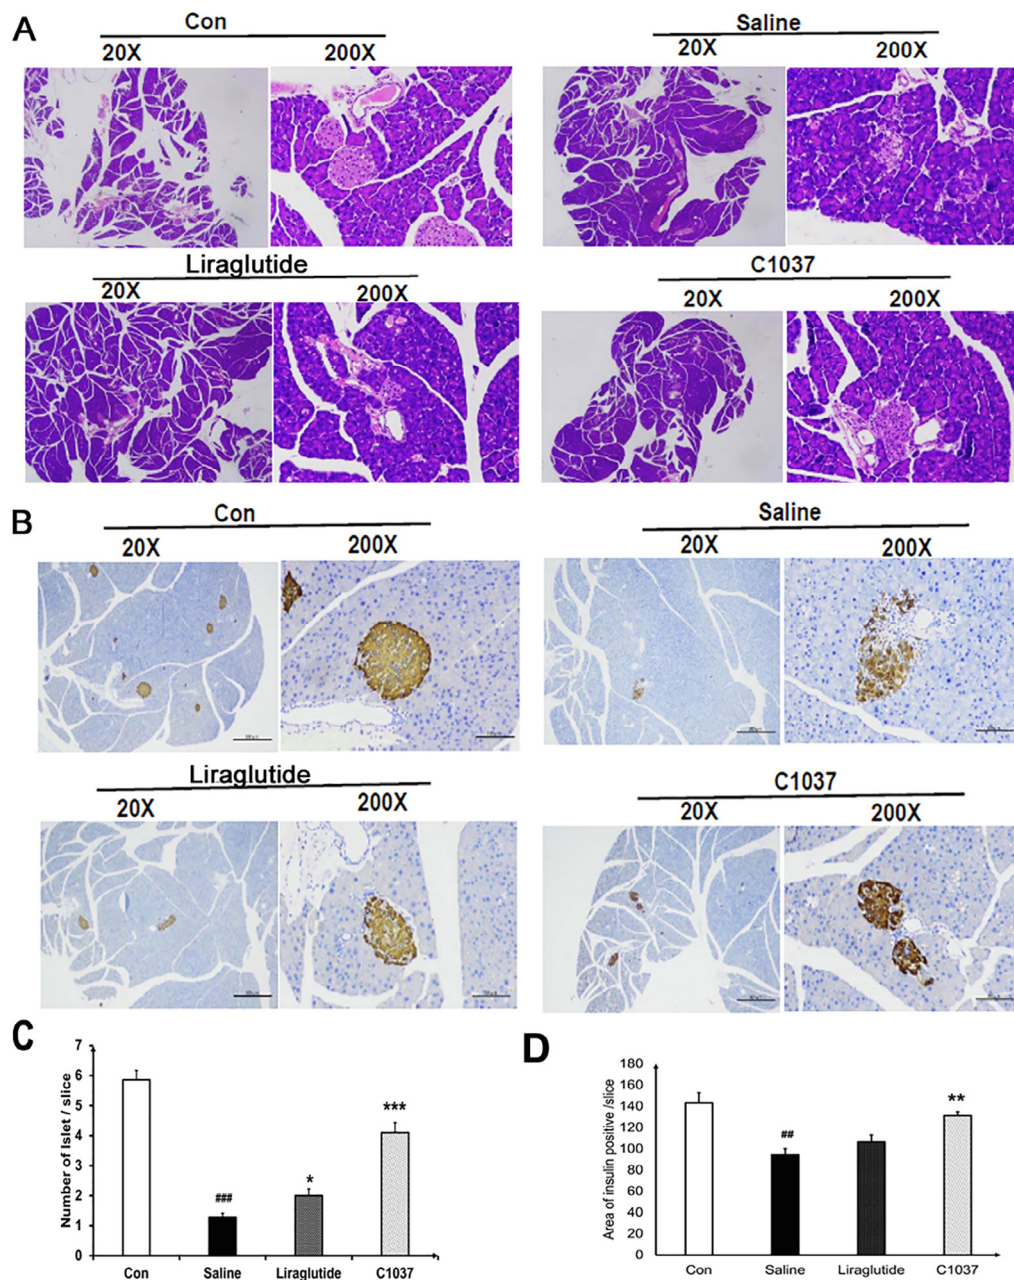 A
Con
20X 200X
Saline
20X 200X
Liraglutide
20X 200X
C1037
20X 200X
B
Con
20X 200X
Saline
20X 200X
Liraglutide
20X 200X
C1037
20X 200X
C
Number of Islet / slice
7
6
5
4
3
2
1
0
###
*
***
Con Saline Liraglutide C1037
D
Area of insulin positive /slice
180
160
140
120
100
80
60
40
20
0
##
**
Con Saline Liraglutide C1037